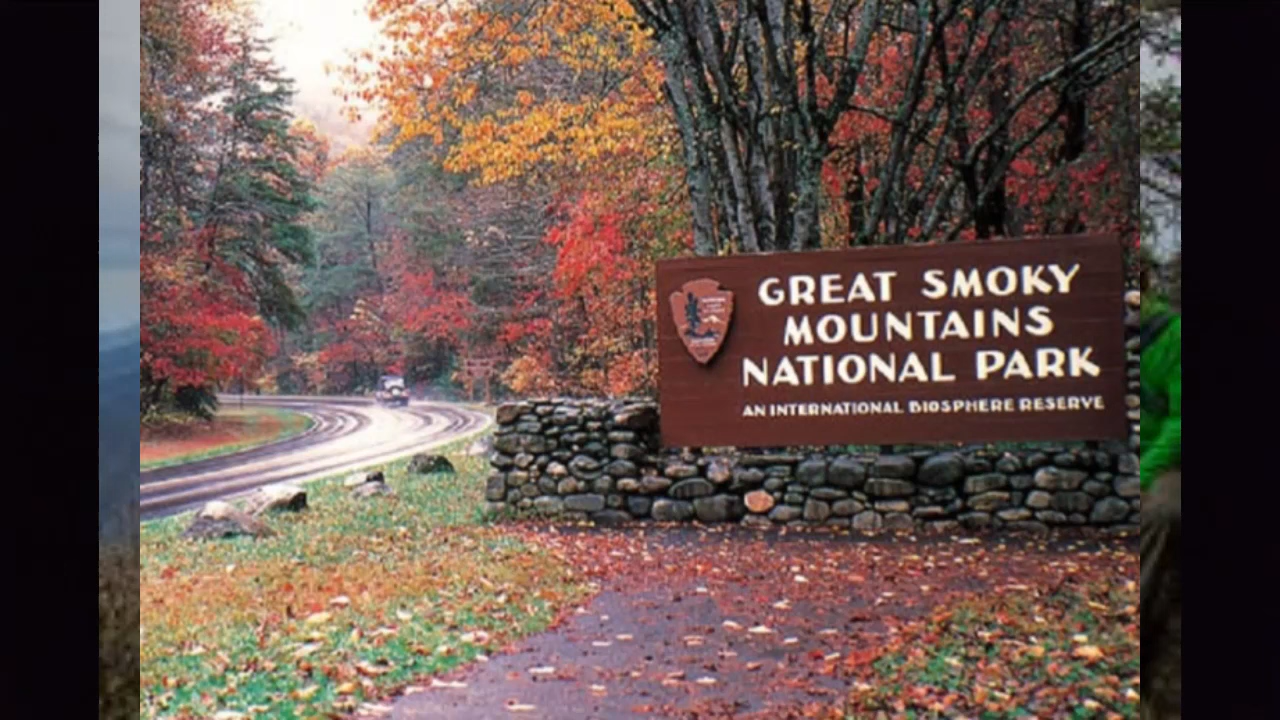 GREAT SMOKY
MOUNTAINS
NATIONAL PARK
AN INTERNATIONAL BIOSPHERE RESERVE